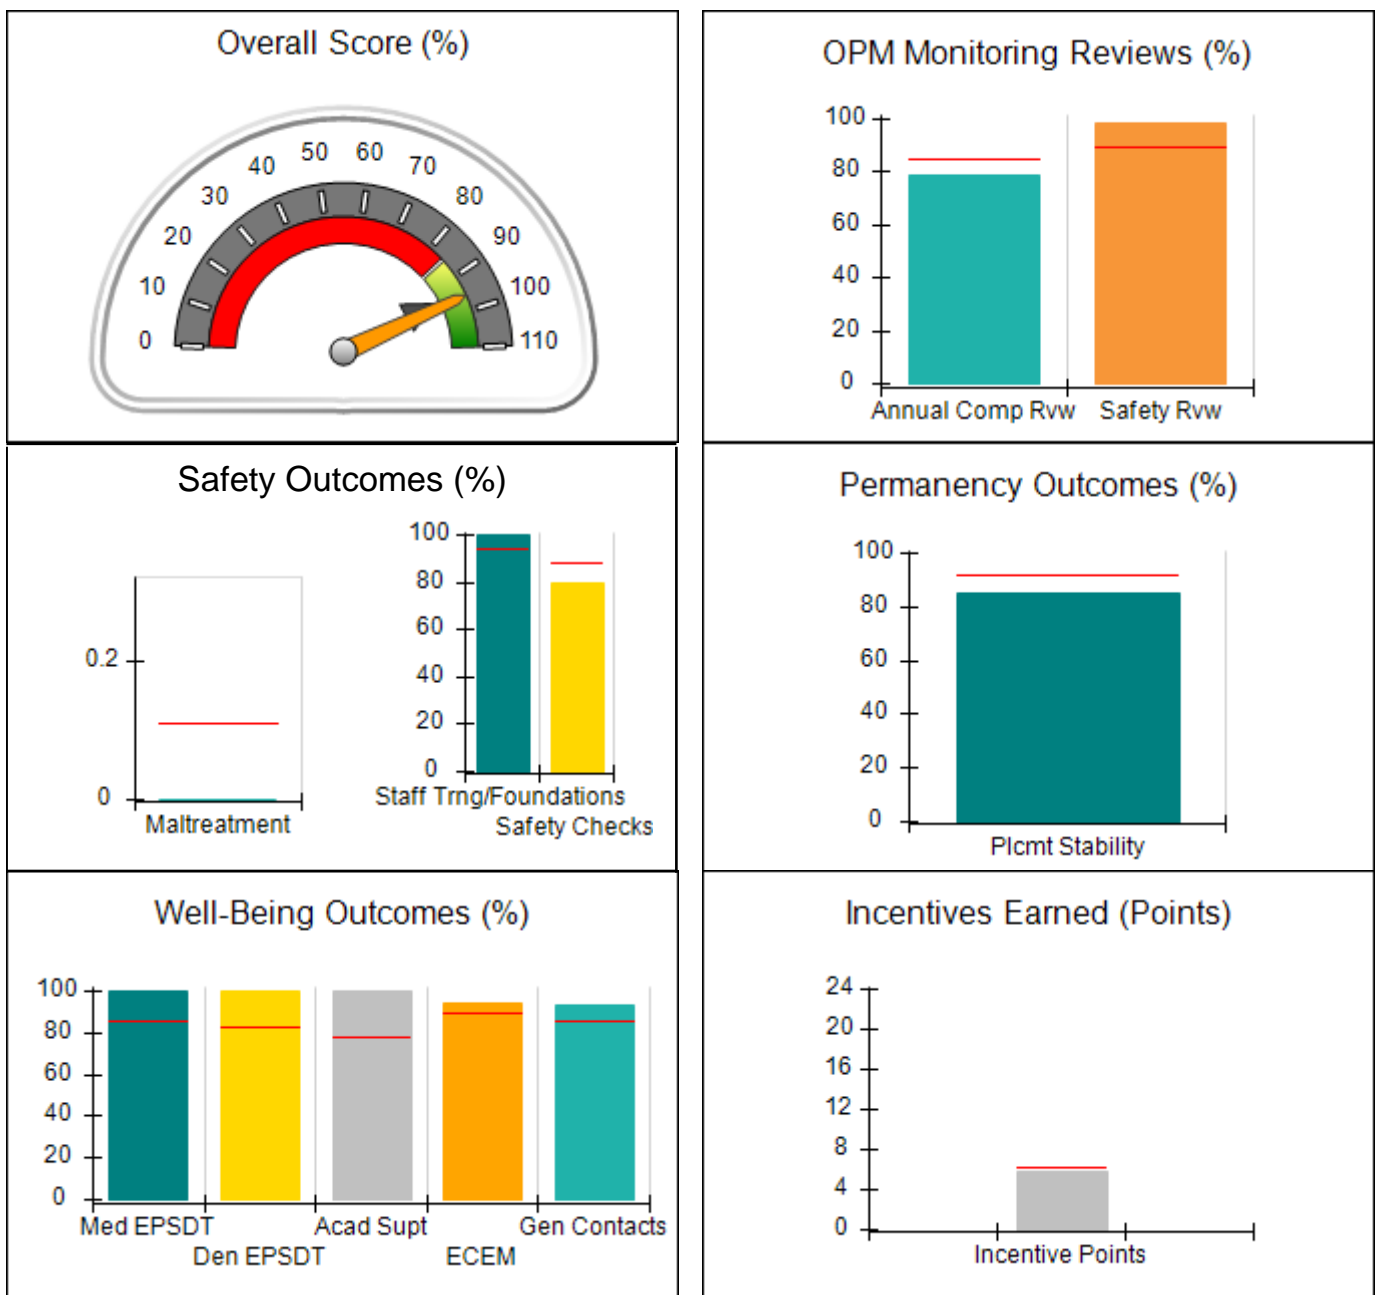 Overall Score (%)
0
10
20
30
40
50
60
70
80
90
100
110
OPM Monitoring Reviews (%)
100
80
60
40
20
0
Annual Comp Rvw
Safety Rvw
Safety Outcomes (%)
0.2
0
Maltreatment
100
80
60
40
20
0
Staff Trng/Foundations
Safety Checks
Permanency Outcomes (%)
100
80
60
40
20
0
Plcmt Stability
Well-Being Outcomes (%)
100
80
60
40
20
0
Med EPSDT
Den EPSDT
Acad Supt
ECEM
Gen Contacts
Incentives Earned (Points)
24
20
16
12
8
4
0
Incentive Points